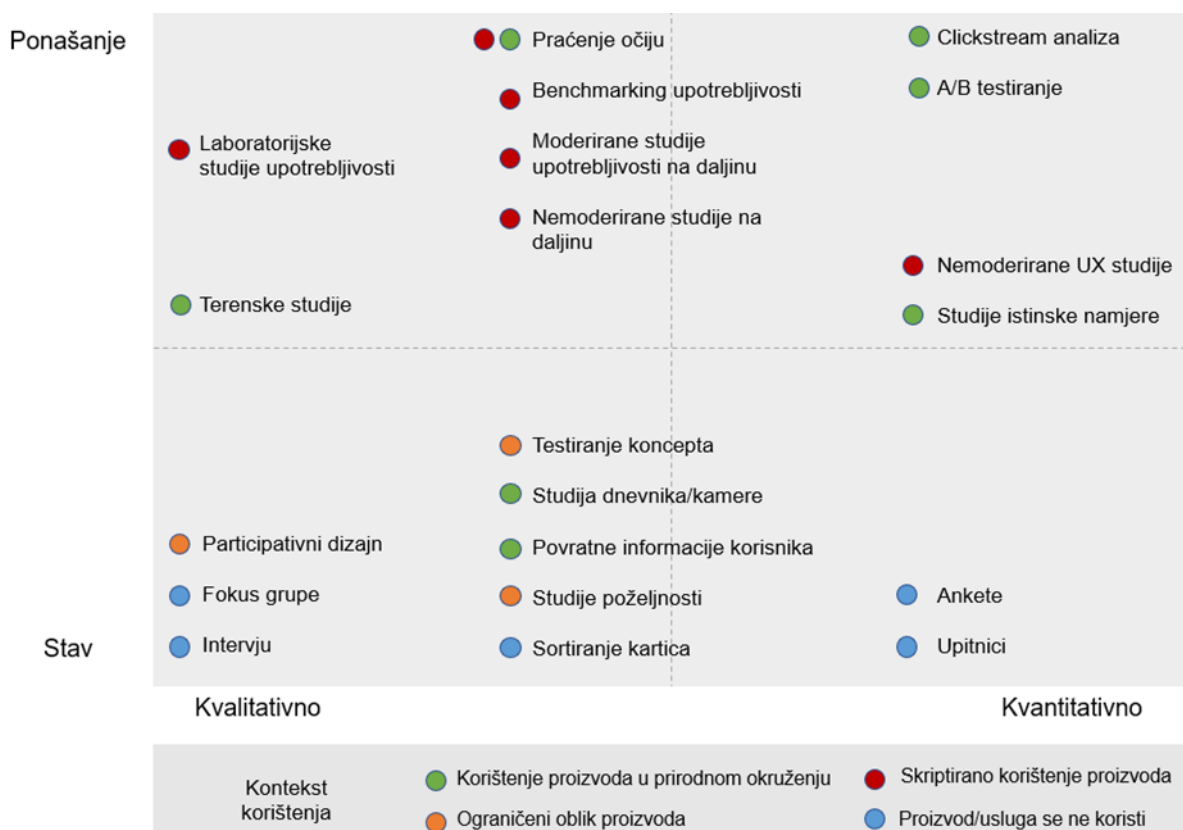 Ponašanje
Praćenje očiju
Clickstream analiza
Benchmarking upotrebljivosti
A/B testiranje
Laboratorijske
studije upotrebljivosti
Moderirane studije
upotrebljivosti na daljinu
Nemoderirane studije na
daljinu
Nemoderirane UX studije
Terenske studije
Studije istinske namjere
Testiranje koncepta
Studija dnevnika/kamere
Participativni dizajn
Povratne informacije korisnika
Fokus grupe
Studije poželjnosti
Ankete
Stav
Intervju
Sortiranje kartica
Upitnici
Kvalitativno
Kvantitativno
Kontekst
korištenja
Korištenje proizvoda u prirodnom okruženju
Skriptirano korištenje proizvoda
Ograničeni oblik proizvoda
Proizvod/usluga se ne koristi